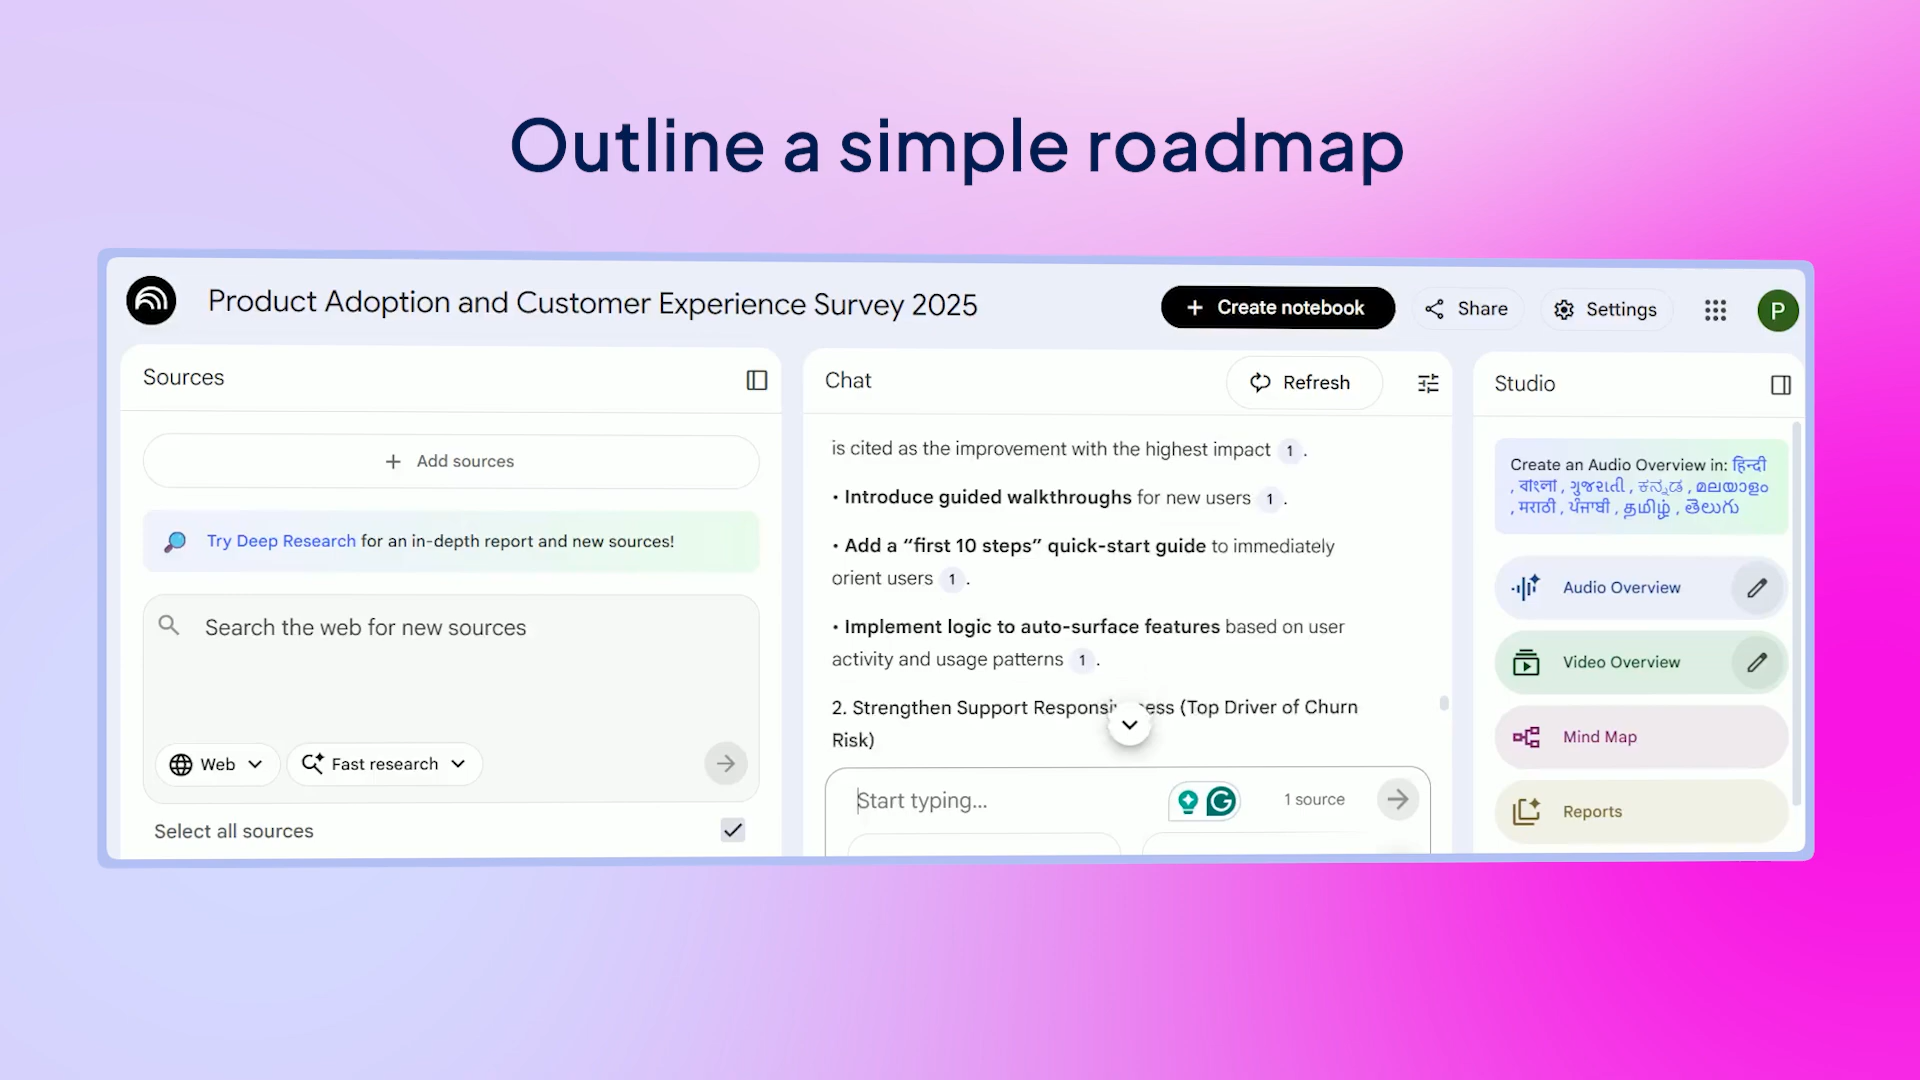 Outline a simple roadmap
Product Adoption and Customer Experience Survey 2025
Create notebook
Share
Settings
P
Sources
Add sources
Try Deep Research for an in-depth report and new sources!
Search the web for new sources
Web
Fast research
Select all sources
Chat
Refresh
is cited as the improvement with the highest impact 1 .
• Introduce guided walkthroughs for new users 1 .
• Add a “first 10 steps” quick-start guide to immediately
orient users 1 .
• Implement logic to auto-surface features based on user
activity and usage patterns 1 .
2. Strengthen Support (Top Driver of Churn
Risk)
Start typing...
1 source
Studio
Create an Audio Overview in: हिन्दी
, বাংলা , ગુજરાતી , ಕನ್ನಡ , മലയാളം
, मराठी , ਪੰਜਾਬੀ , தமிழ் , తెలుగు
Audio Overview
Video Overview
Mind Map
Reports